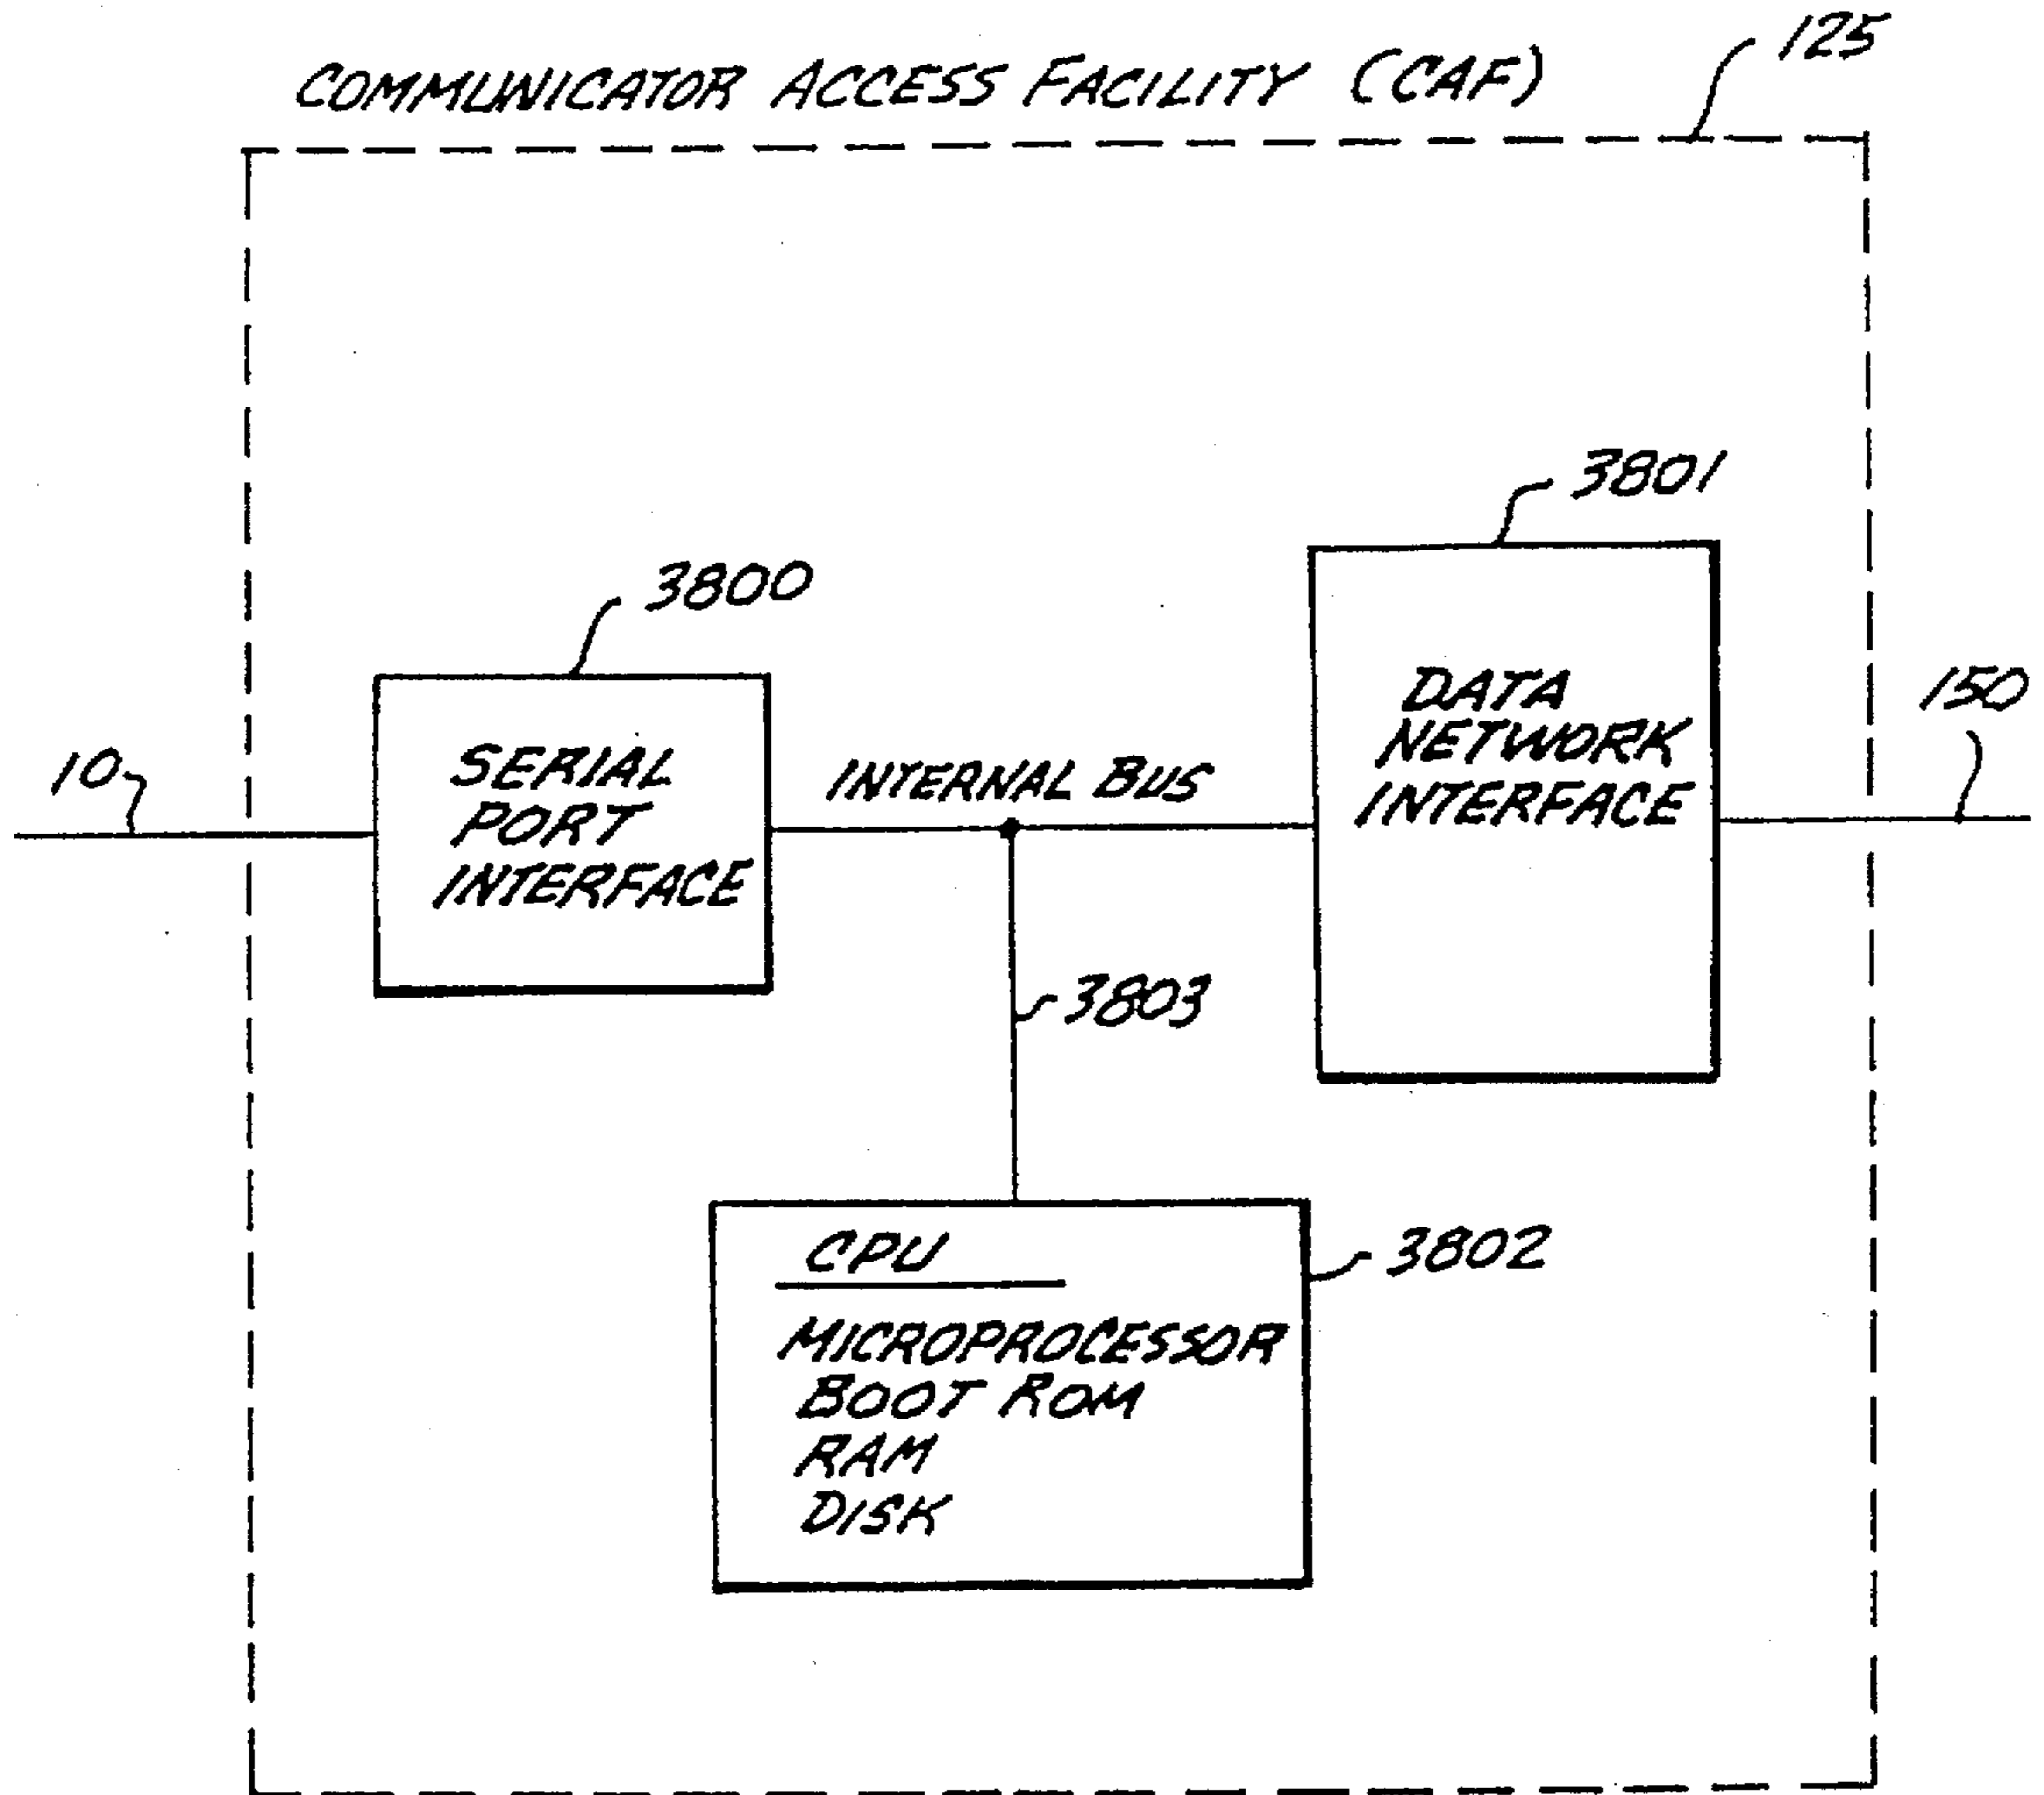 125
COMMUNICATOR ACCESS FACILITY (CAF)
3801
3800
150
10
SERIAL
PORT
INTERFACE
INTERNAL BUS
DATA
NETWORK
INTERFACE
3803
3802
CPU
MICROPROCESSOR
BOOT ROM
RAM
DISK